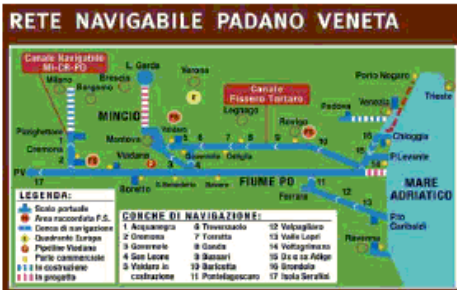 RETE NAVIGABILE PADANO VENETA
Canale Navigabile
MI-CR-PO
L. Garda
Milano
Bergamo
Brescia
Verona
Porto Nogaro
Trieste
Venezia
Padova
Canale
Fissero Tartaro
MINCIO
Legnago
Rovigo
Pizzighettone
Mantova
Valdaro
Chioggia
Cremona
Viadana
Governolo
Ostiglia
P.Levante
PV
17
Boretto
S.Benedetto
Revere
FIUME PO
Ferrara
MARE
ADRIATICO
P.to
Garibaldi
Ravenna
LEGENDA:
Scalo portuale
Area raccordata F.S.
Conca di navigazione
Quadrante Europa
Pipeline Viadana
Porto commerciale
In costruzione
In progetto
CONCHE DI NAVIGAZIONE:
1 Acquanegra
2 Cremona
3 Governolo
4 San Leone
5 Valdaro in
costruzione
6 Trevenzuolo
7 Torretta
8 Canda
9 Bussari
10 Baricetta
11 Pontelagoscuro
12 Valpagliaro
13 Valle Lepri
14 Voltagrimana
15 Dx e sx Adige
16 Brondolo
17 Isola Serafini